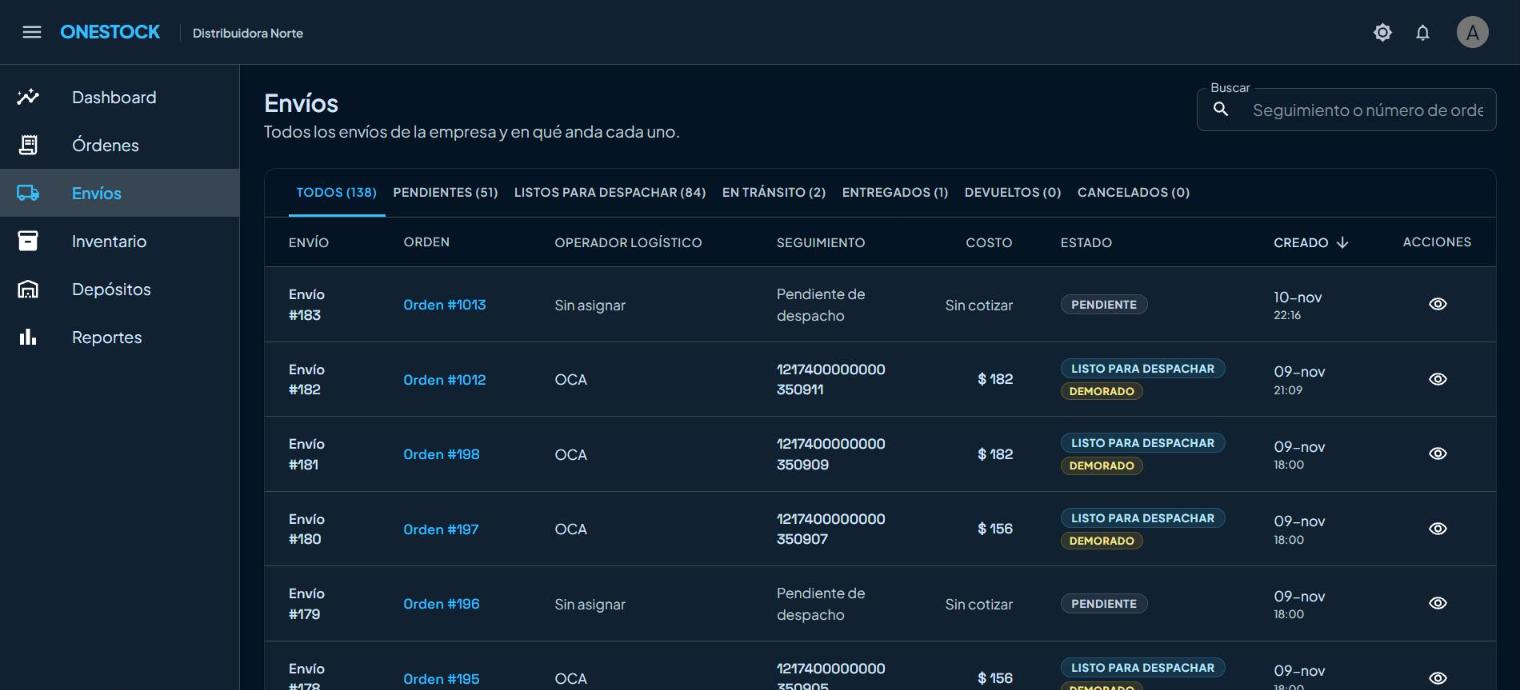 ONESTOCK
Distribuidora Norte
A
Dashboard
Órdenes
Envíos
Inventario
Depósitos
Reportes
Envíos
Todos los envíos de la empresa y en qué anda cada uno.
Buscar
Seguimiento o número de orde
TODOS (138) PENDIENTES (51) LISTOS PARA DESPACHAR (84) EN TRÁNSITO (2) ENTREGADOS (1) DEVUELTOS (0) CANCELADOS (0)
ENVÍO ORDEN OPERADOR LOGÍSTICO SEGUIMIENTO COSTO ESTADO CREADO ACCIONES
Envío
#183
Orden #1013
Sin asignar
Pendiente de
despacho
Sin cotizar
PENDIENTE
10-nov
22:16
Envío
#182
Orden #1012
OCA
1217400000000
350911
$ 182
LISTO PARA DESPACHAR
DEMORADO
09-nov
21:09
Envío
#181
Orden #198
OCA
1217400000000
350909
$ 182
LISTO PARA DESPACHAR
DEMORADO
09-nov
18:00
Envío
#180
Orden #197
OCA
1217400000000
350907
$ 156
LISTO PARA DESPACHAR
DEMORADO
09-nov
18:00
Envío
#179
Orden #196
Sin asignar
Pendiente de
despacho
Sin cotizar
PENDIENTE
09-nov
18:00
Envío
#178
Orden #195
OCA
1217400000000
350905
$ 156
LISTO PARA DESPACHAR
DEMORADO
09-nov
18:00